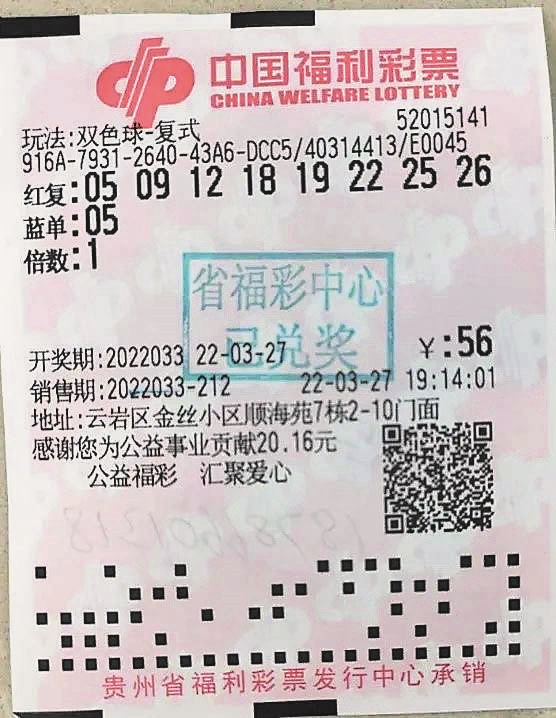 中国福利彩票
CHINA WELFARE LOTTERY
玩法:双色球-复式 52015141
916A-7931-2640-43A6-DCC5/40314413/E0045
红复:05 09 12 18 19 22 25 26
蓝单:05
倍数:1
省福彩中心
已兑奖
开奖期:2022033 22-03-27 ¥:56
销售期:2022033-212 22-03-27 19:14:01
地址:云岩区金丝小区顺海苑7栋2-10门面
感谢您为公益事业贡献20.16元
公益福彩 汇聚爱心
贵州省福利彩票发行中心承销